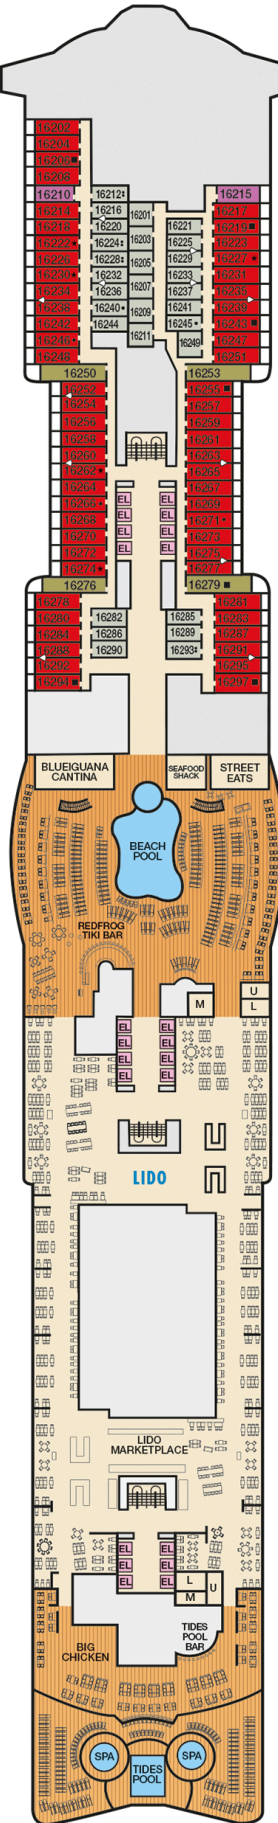 16202
16204
16206■
16208
16210 16212‡ 16215
16214 16216 16201 16217
16218 16220 16221 16219■
16222★ 16224‡ 16203 16225 16223
16226 16228‡ 16205 16229 16227★
16230★ 16232 16233 16231
16234 16236 16207 16237 16235
16238 16240• 16209 16241 16239
16242 16244 16245• 16243■
16246★ 16211 16249 16247
16248 16251
16250 16253
16252 16255■
16254 16257
16256 16259
16258 16261
16260 16263
16262★ 16265
16264 EL EL 16267
16266★ EL EL 16269
16268 EL EL 16271★
16270 EL EL 16273
16272 16275
16274★ 16277
16276 16279■
16278 16281
16280 16282 16285 16283
16284 16286 16289 16287
16288 16290 16293‡ 16291
16292 16295
16294■ 16297■
BLUEIGUANA
CANTINA
SEAFOOD
SHACK
STREET
EATS
BEACH
POOL
REDFROG
TIKI BAR
M U
L
EL EL
EL EL
EL EL
EL EL
LIDO
LIDO
MARKETPLACE
EL EL
EL EL
EL EL
L
M
U
TIDES
POOL
BAR
BIG
CHICKEN
SPA SPA
TIDES
POOL